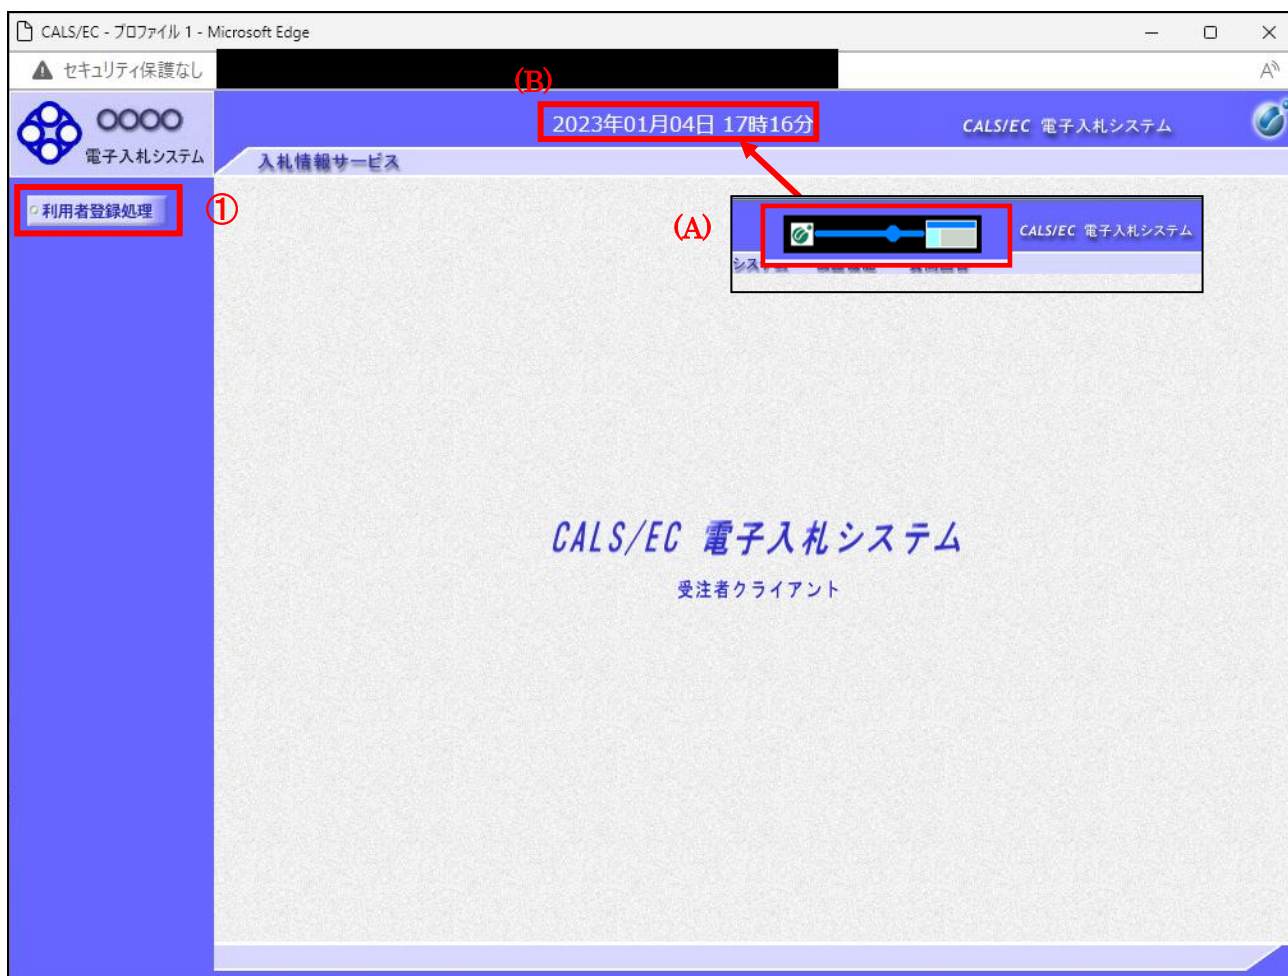 CALS/EC - プロファイル 1 - Microsoft Edge
セキュリティ保護なし
(B)
〇〇〇〇
電子入札システム
2023年01月04日 17時16分
CALS/EC 電子入札システム
入札情報サービス
利用者登録処理
①
(A)
CALS/EC 電子入札システム
CALS/EC 電子入札システム
受注者クライアント